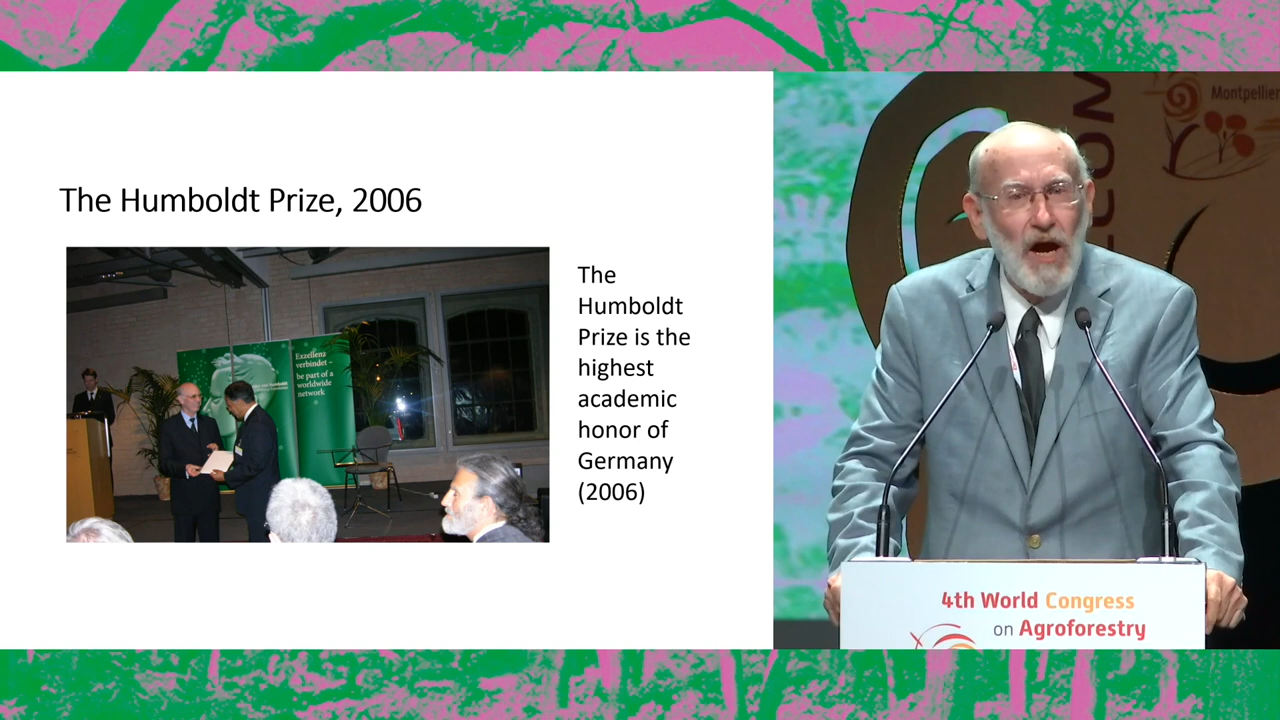 The Humboldt Prize, 2006
Exzellenz
verbindet –
be part of a
worldwide
network
The
Humboldt
Prize is the
highest
academic
honor of
Germany
(2006)
Montpellier
COM
4th World Congress
on Agroforestry